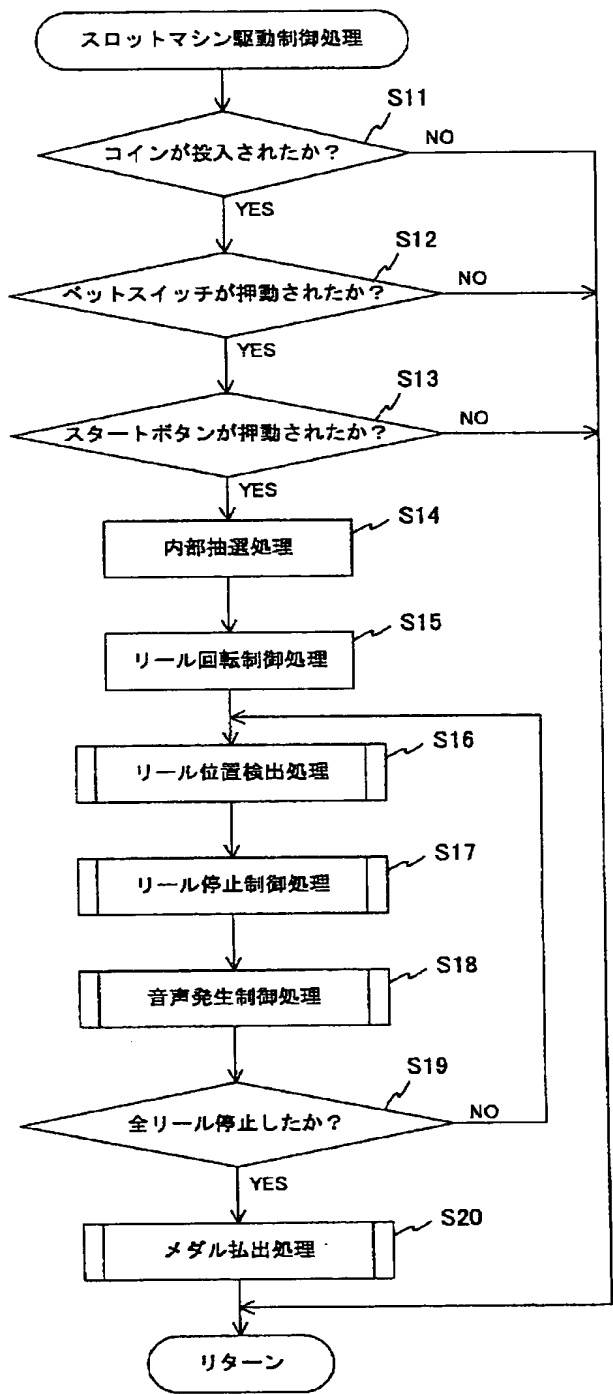 スロットマシン駆動制御処理
S11
コインが投入されたか？
NO
YES
S12
ベットスイッチが押動されたか？
NO
YES
S13
スタートボタンが押動されたか？
NO
YES
S14
内部抽選処理
S15
リール回転制御処理
S16
リール位置検出処理
S17
リール停止制御処理
S18
音声発生制御処理
S19
全リール停止したか？
NO
YES
S20
メダル払出処理
リターン